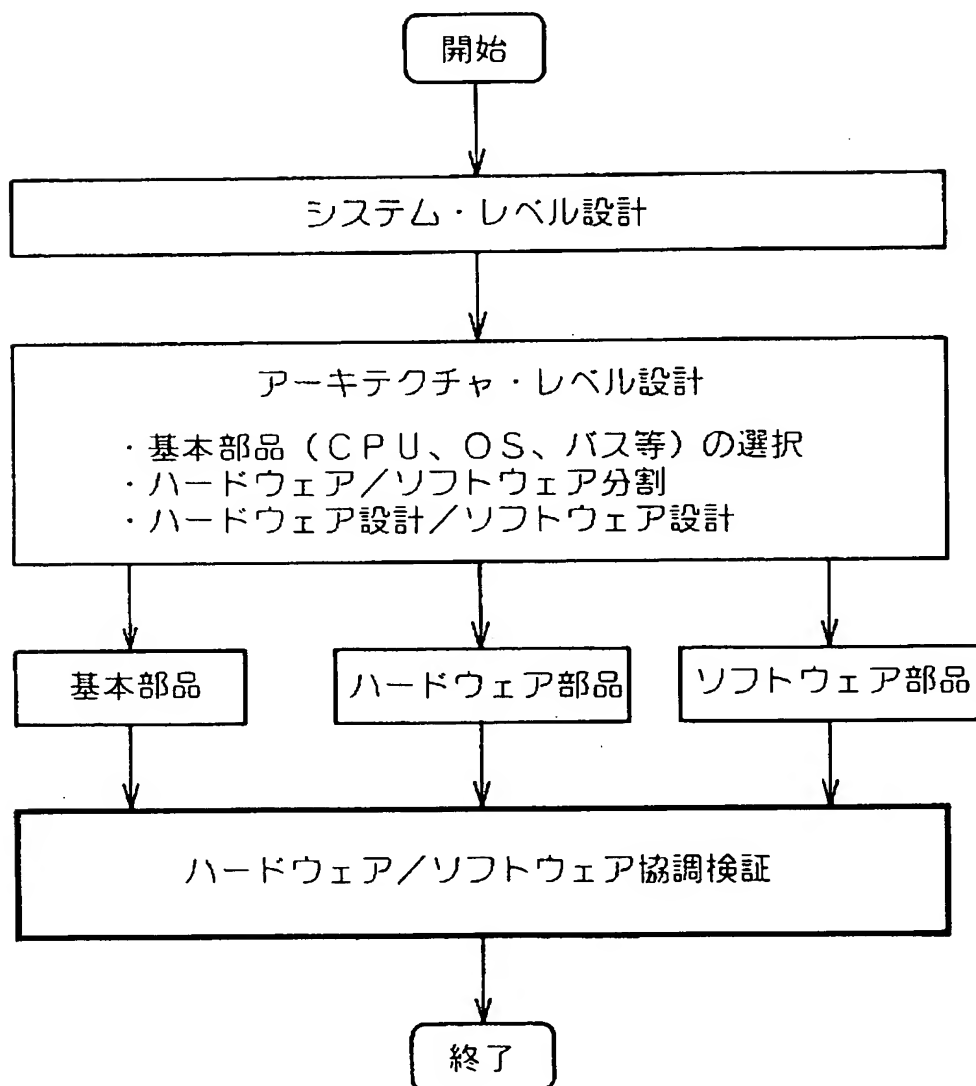 開始
システム・レベル設計
アーキテクチャ・レベル設計
・基本部品（ＣＰＵ、ＯＳ、バス等）の選択
・ハードウェア／ソフトウェア分割
・ハードウェア設計／ソフトウェア設計
基本部品
ハードウェア部品
ソフトウェア部品
ハードウェア／ソフトウェア協調検証
終了